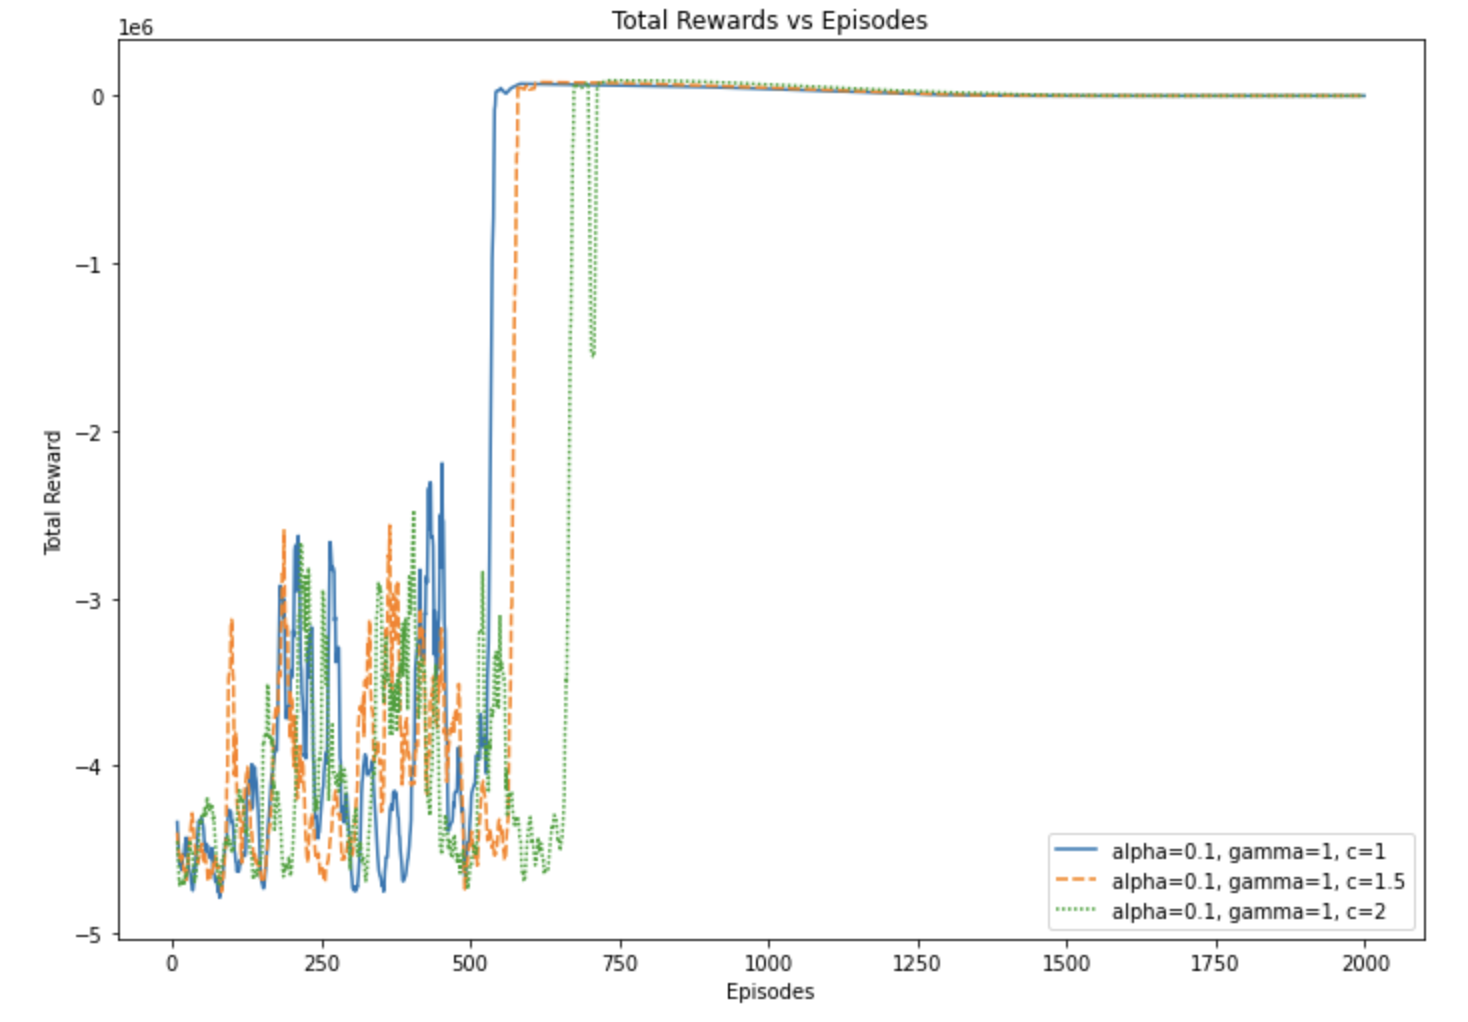 Total Rewards vs Episodes
1e6
0
−1
−2
−3
−4
−5
Total Reward
0 250 500 750 1000 1250 1500 1750 2000
Episodes
alpha=0.1, gamma=1, c=1
alpha=0.1, gamma=1, c=1.5
alpha=0.1, gamma=1, c=2